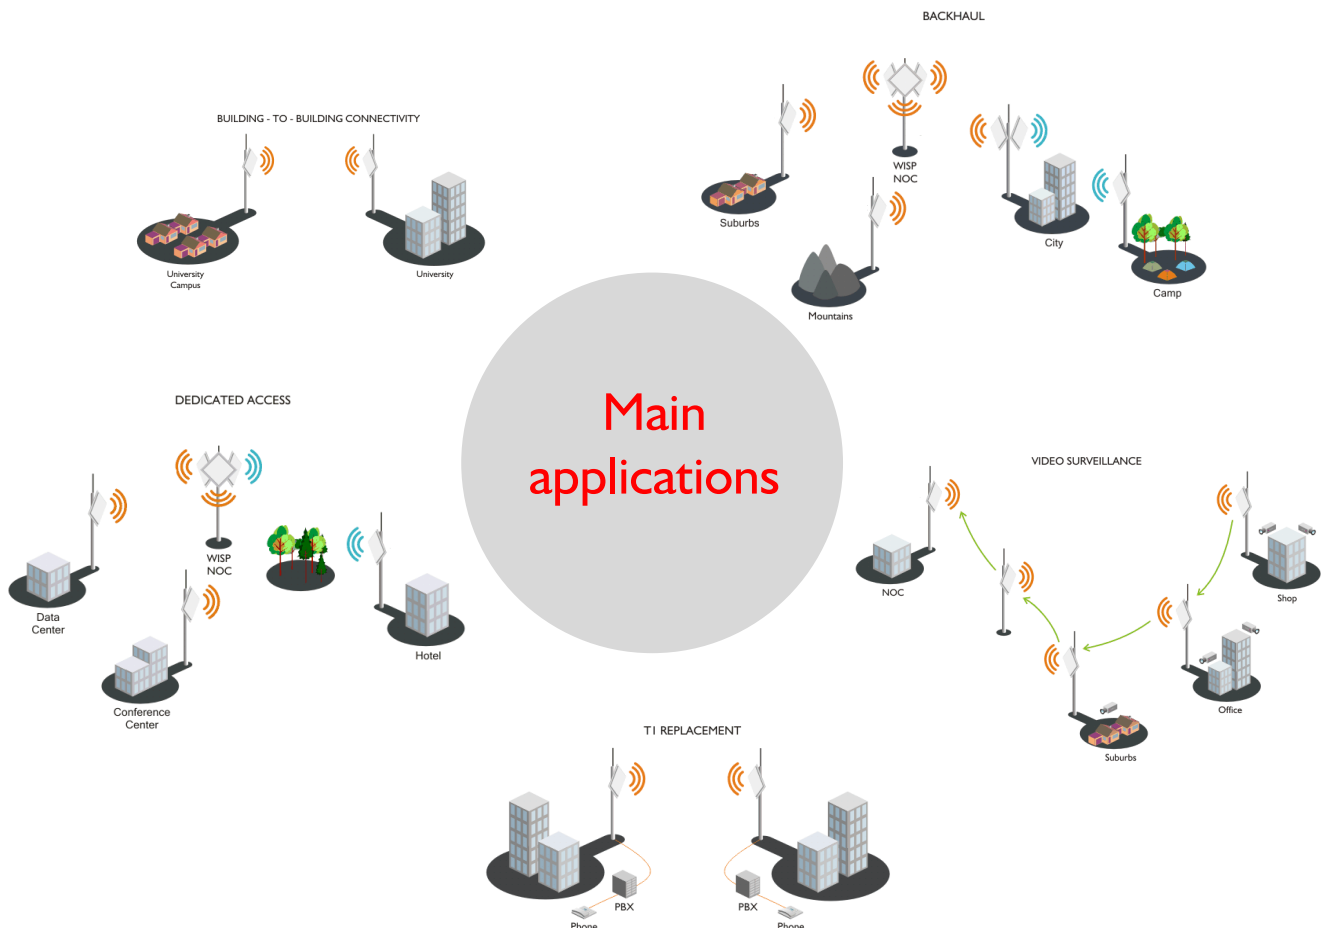 BACKHAUL
BUILDING - TO - BUILDING CONNECTIVITY
WISP
NOC
Suburbs
City
University
Campus
University
Camp
Mountains
Main
applications
DEDICATED ACCESS
WISP
NOC
Data
Center
Hotel
Conference
Center
VIDEO SURVEILLANCE
NOC
Shop
Office
Suburbs
T1 REPLACEMENT
PBX
PBX
Phone
Phone